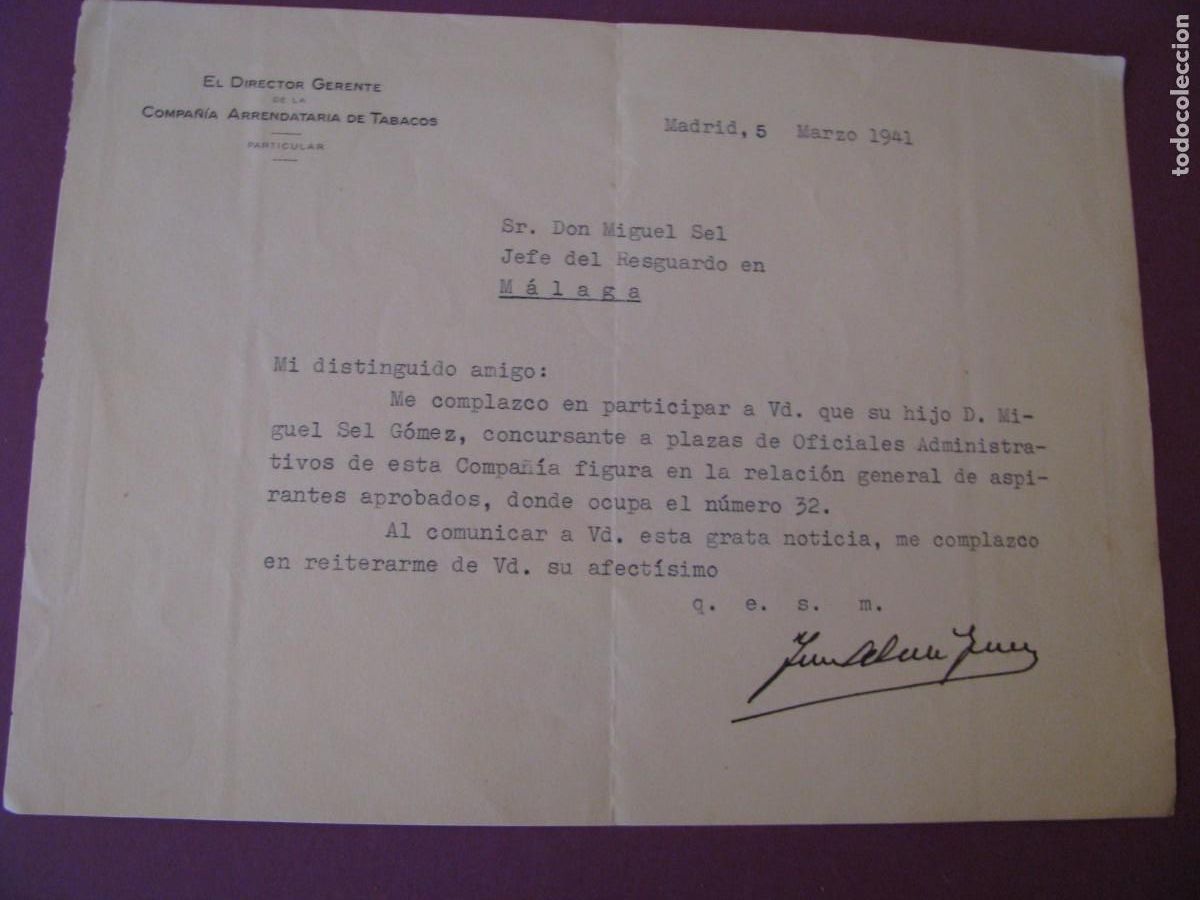 EL DIRECTOR GERENTE
DE LA
COMPAÑÍA ARRENDATARIA DE TABACOS
PARTICULAR
Madrid, 5 Marzo 1941
Sr. Don Miguel Sel
Jefe del Resguardo en
Málaga
Mi distinguido amigo:
Me complazco en participar a Vd. que su hijo D. Mi-
guel Sel Gómez, concursante a plazas de Oficiales Administra-
tivos de esta Compañía figura en la relación general de aspi-
rantes aprobados, donde ocupa el número 32.
Al comunicar a Vd. esta grata noticia, me complazco
en reiterarme de Vd. su afectísimo
q. e. s. m.
todocoleccion